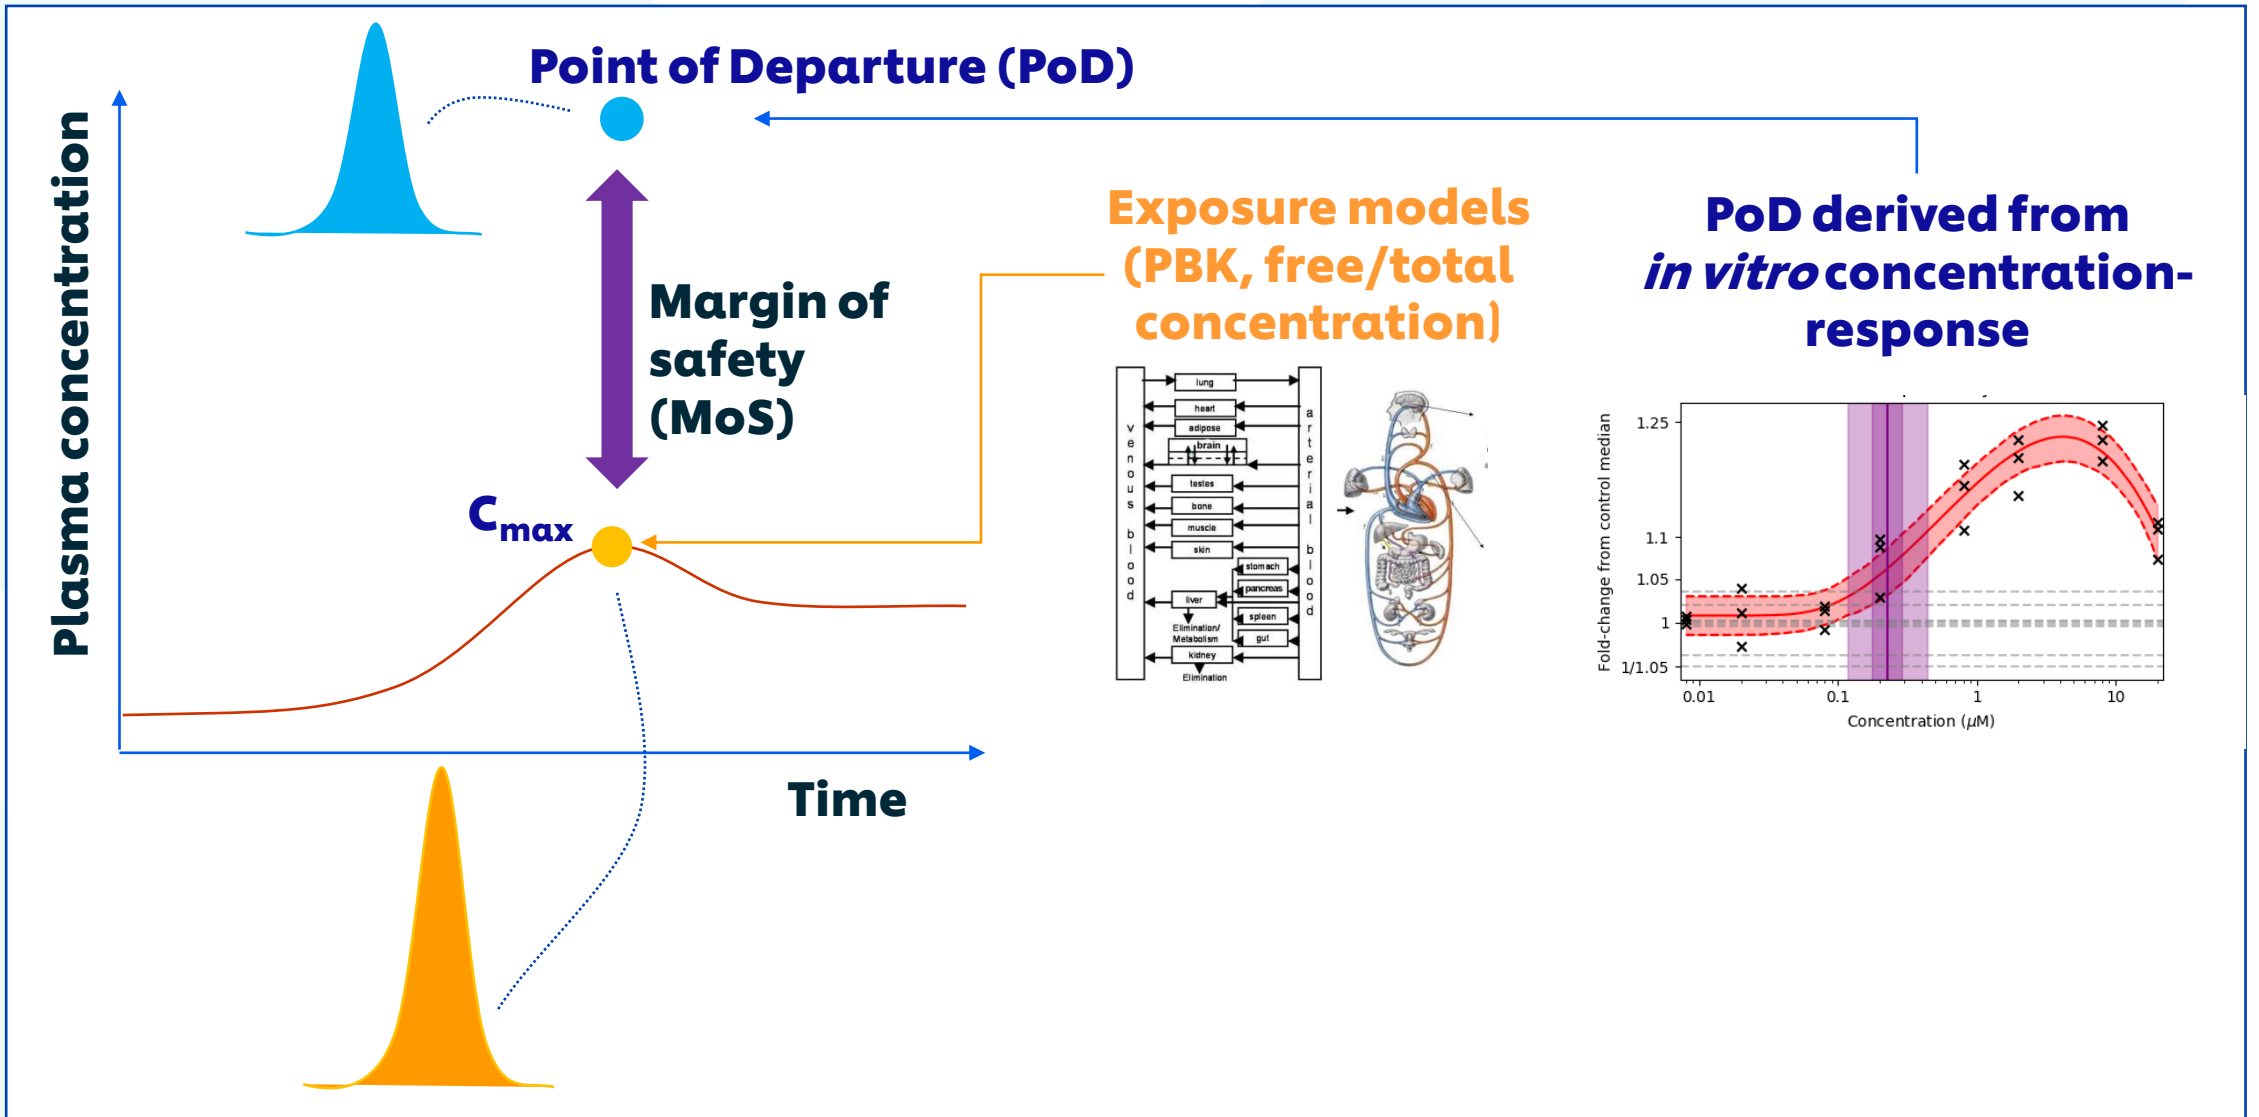 Point of Departure (PoD)
Plasma concentration
Margin of
safety
(MoS)
Cmax
Time
Exposure models
(PBK, free/total
concentration)
venous blood
arterial blood
lung
heart
adipose
brain
testes
bone
muscle
skin
stomach
pancreas
liver
spleen
Elimination/
Metabolism
gut
kidney
Elimination
PoD derived from
in vitro concentration-
response
Fold-change from control median
1.25
1.1
1.05
1
1/1.05
0.01 0.1 1 10
Concentration (μM)